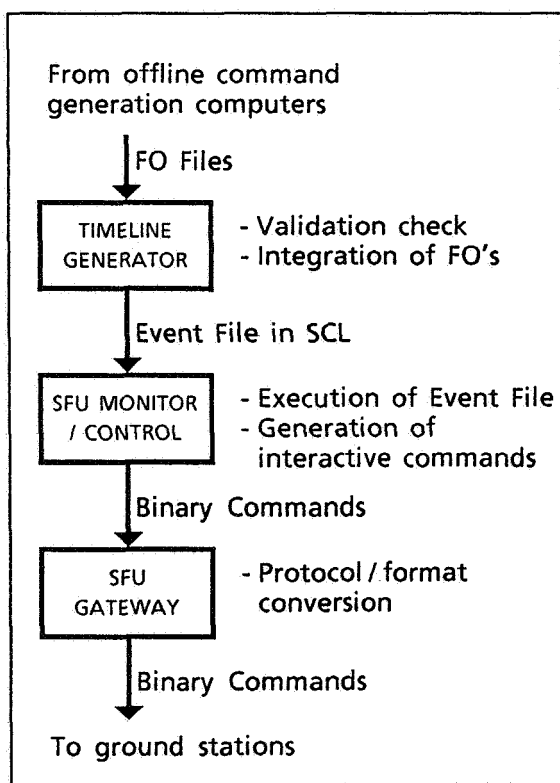 From offline command
generation computers
FO Files
TIMELINE
GENERATOR
- Validation check
- Integration of FO's
Event File in SCL
SFU MONITOR
/ CONTROL
- Execution of Event File
- Generation of
interactive commands
Binary Commands
SFU
GATEWAY
- Protocol / format
conversion
Binary Commands
To ground stations